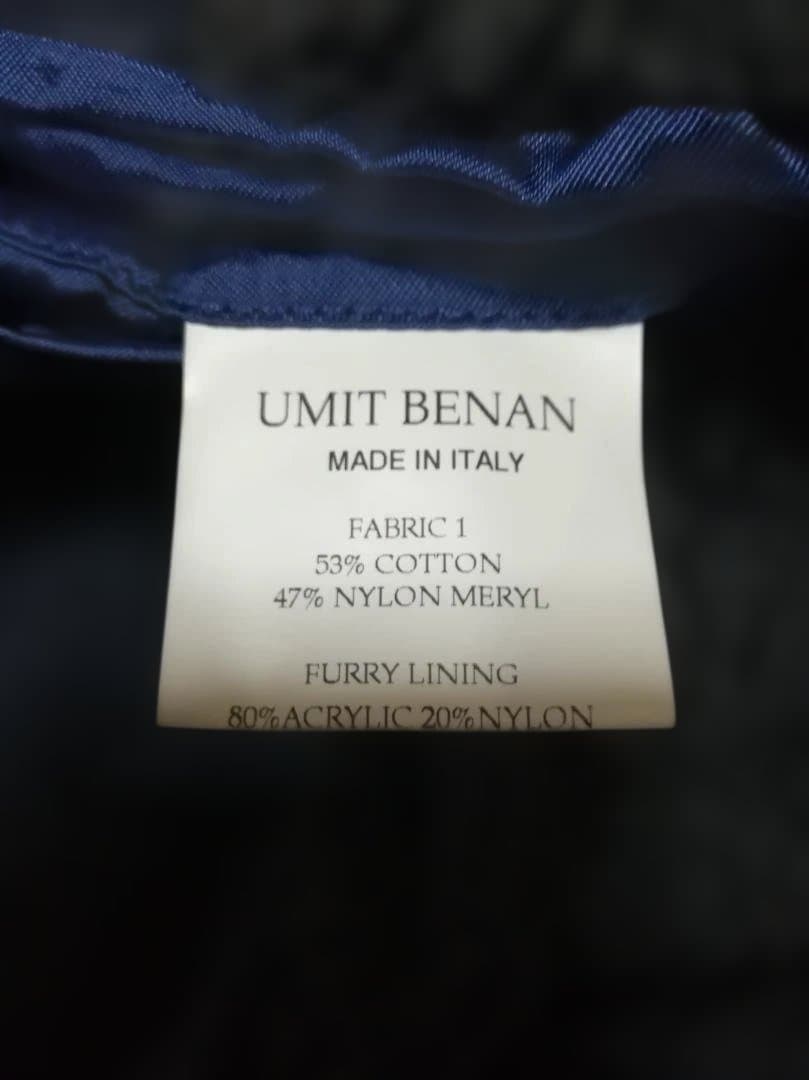 UMIT BENAN
MADE IN ITALY
FABRIC 1
53% COTTON
47% NYLON MERYL
FURRY LINING
80%ACRYLIC 20%NYLON